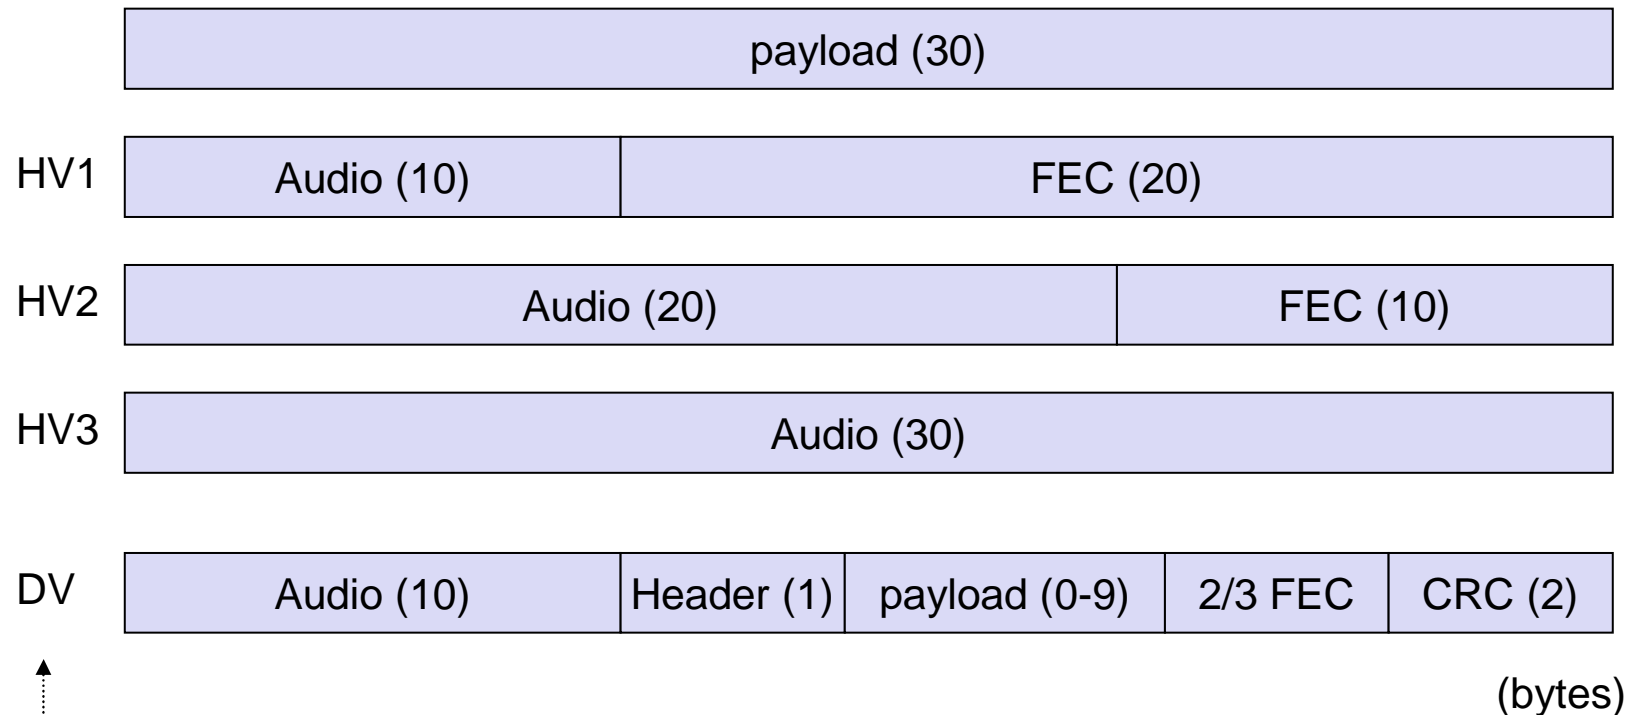 payload (30)
HV1 Audio (10) FEC (20)
HV2 Audio (20) FEC (10)
HV3 Audio (30)
DV Audio (10) Header (1) payload (0-9) 2/3 FEC CRC (2)
(bytes)